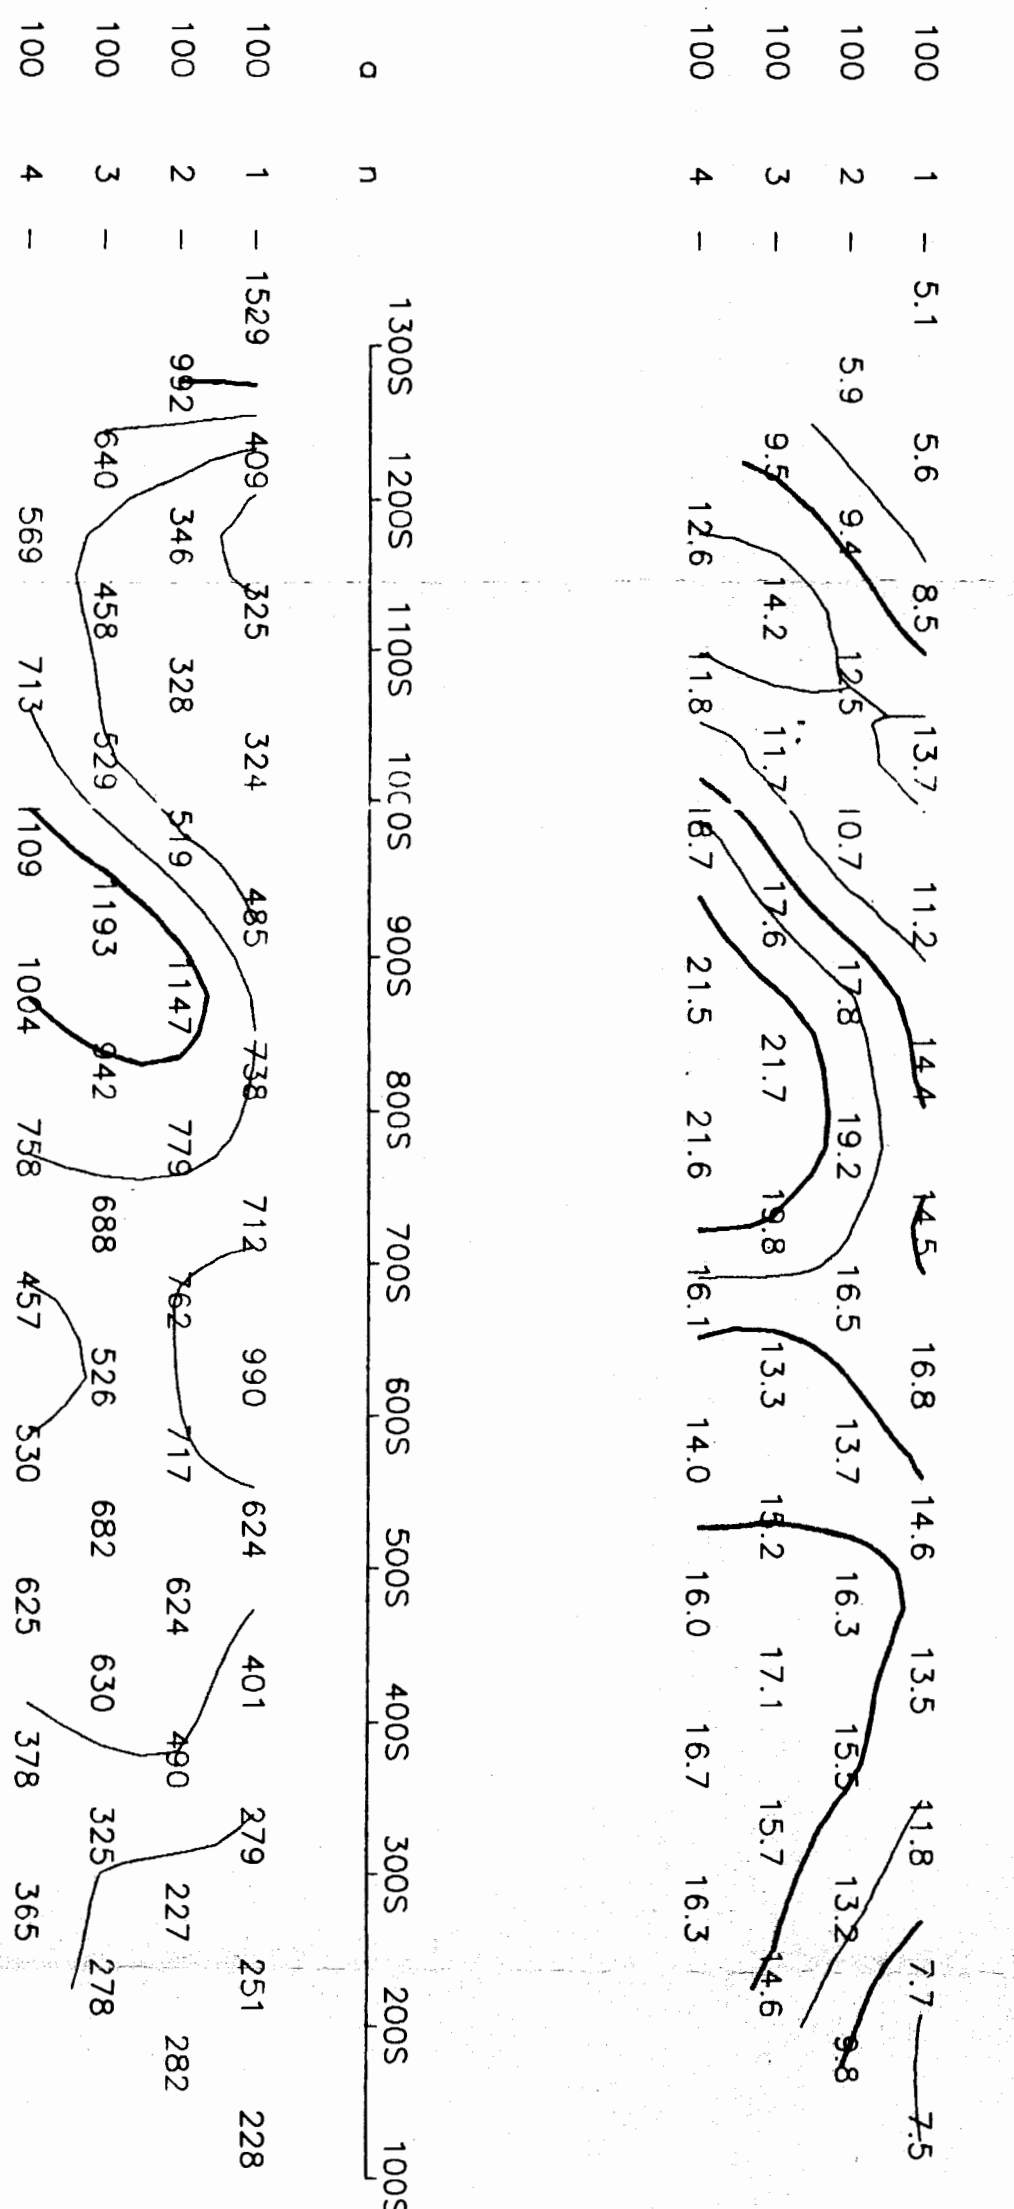 100 1 – 5.1 5.6 8.5 13.7 11.2 14.4 14.5 16.8 14.6 13.5 11.8 7.7 7.5
100 2 – 5.9 9.4 12.5 10.7 17.8 19.2 16.5 13.7 16.3 15.5 13.2 9.8
100 3 – 9.5 14.2 11.7 17.6 21.7 19.8 13.3 15.2 17.1 15.7 14.6
100 4 – 12.6 11.8 18.7 21.5 21.6 16.1 14.0 16.0 16.7 16.3
1300S 1200S 1100S 1000S 900S 800S 700S 600S 500S 400S 300S 200S 100S
a n
100 1 – 1529 409 325 324 485 738 712 990 624 401 279 251 228
100 2 – 992 346 328 519 1147 779 762 717 624 490 227 282
100 3 – 640 458 529 1193 942 688 526 682 630 325 278
100 4 – 569 713 1109 1004 758 457 530 625 378 365